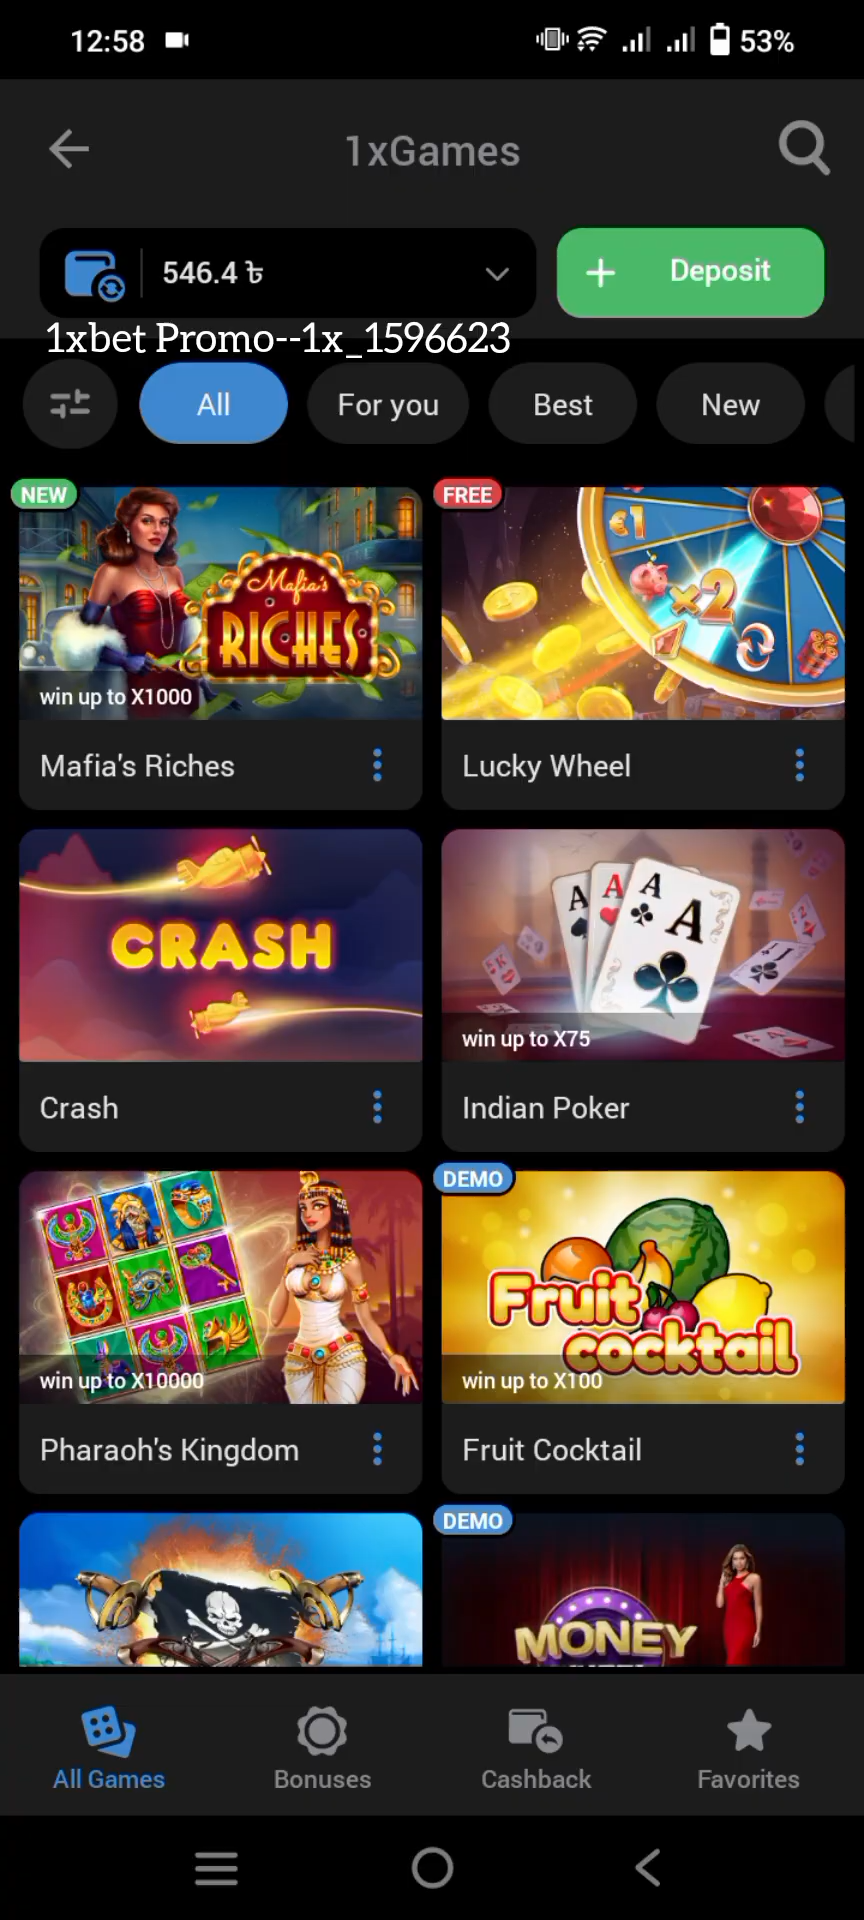 12:58
53%
1xGames
546.4 ৳
Deposit
1xbet Promo--1x_1596623
All
For you
Best
New
NEW
Mafia's
RICHES
win up to X1000
Mafia's Riches
FREE
€1
x2
Lucky Wheel
CRASH
Crash
A
A
A
A
K
J
2
win up to X75
Indian Poker
win up to X10000
Pharaoh's Kingdom
DEMO
Fruit
cocktail
win up to X100
Fruit Cocktail
DEMO
MONEY
All Games
Bonuses
Cashback
Favorites